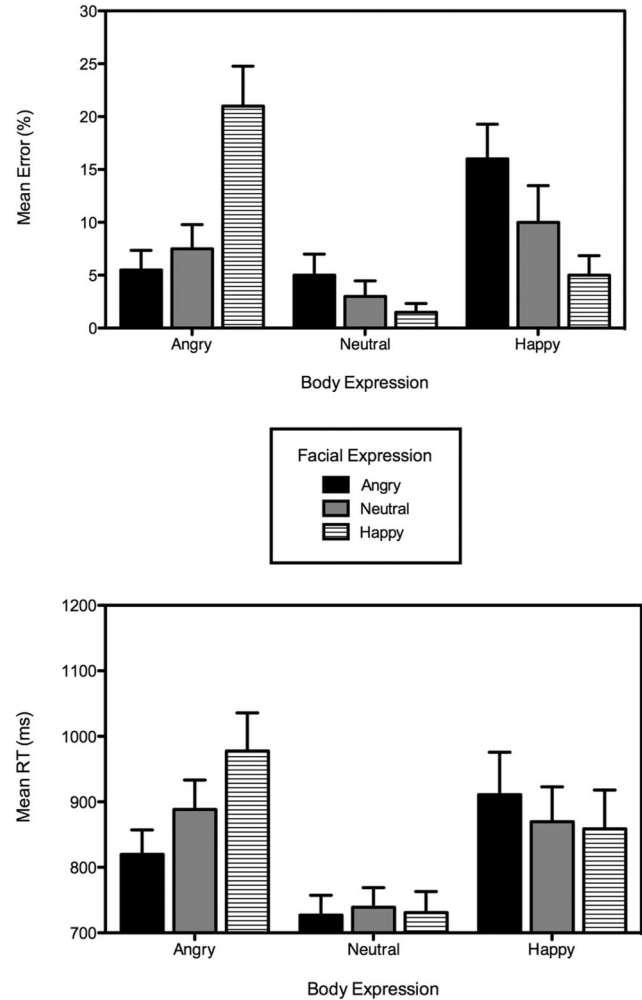 30
25
20
15
10
5
0
Mean Error (%)
Angry Neutral Happy
Body Expression
Facial Expression
Angry
Neutral
Happy
1200
1100
1000
900
800
700
Mean RT (ms)
Angry Neutral Happy
Body Expression